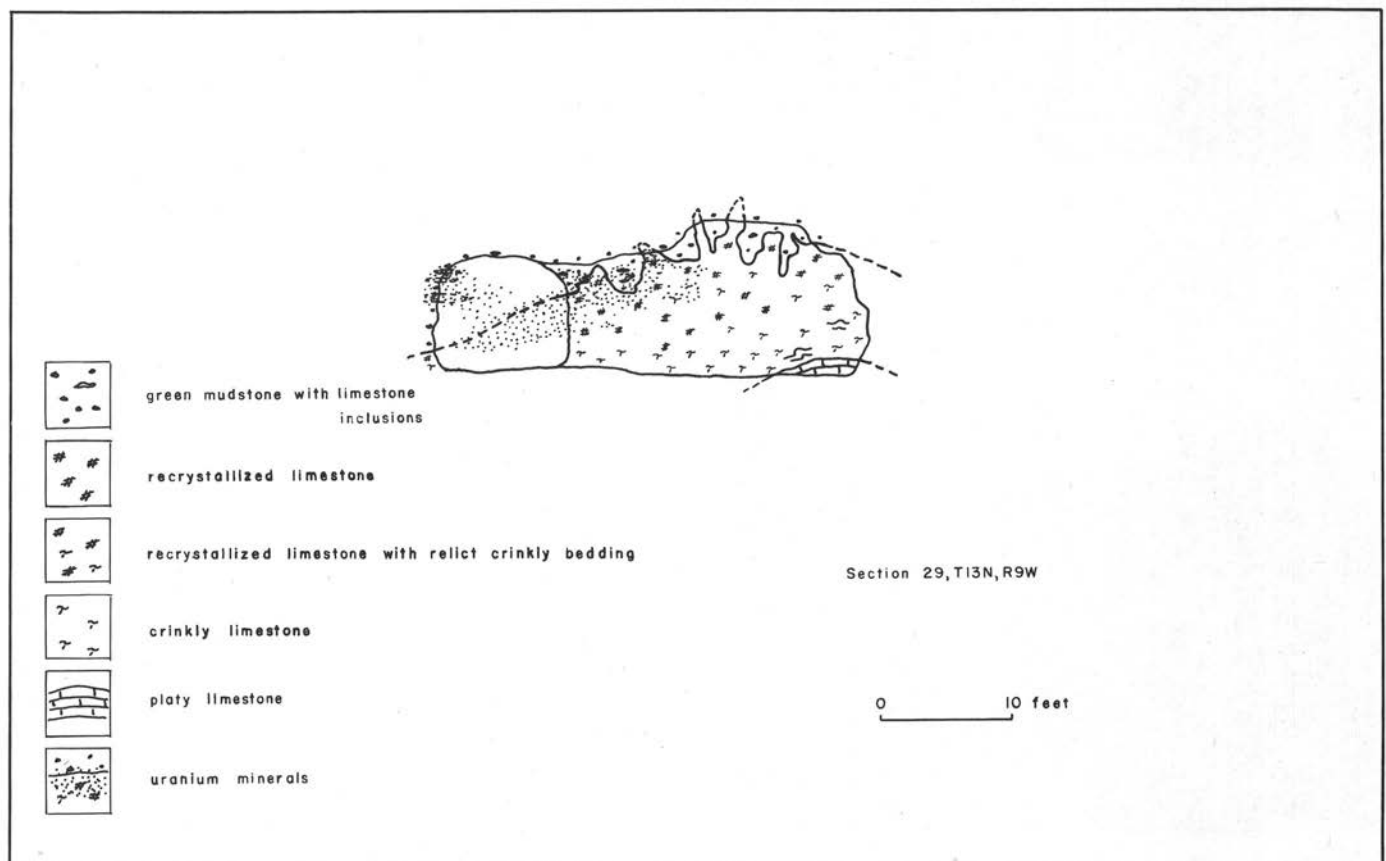 green mudstone with limestone
inclusions
recrystallized limestone
recrystallized limestone with relict crinkly bedding
Section 29, T13N, R9W
crinkly limestone
platy limestone
0 10 feet
uranium minerals